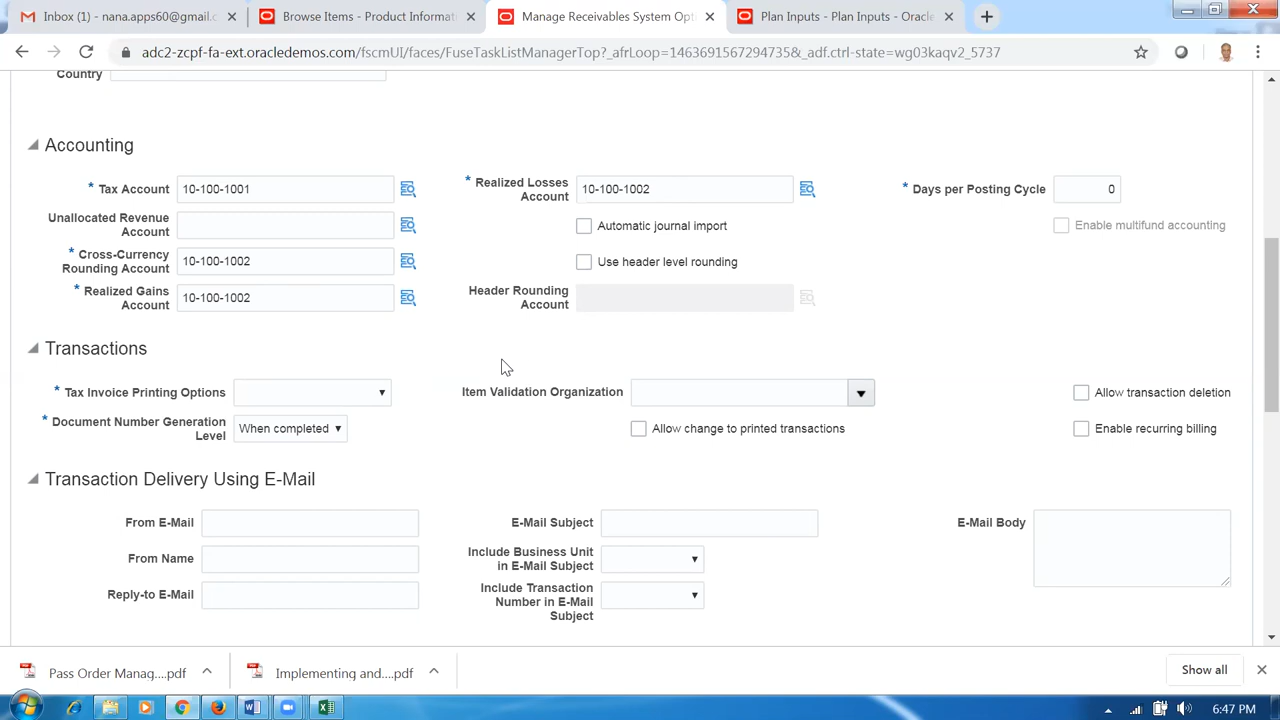 Inbox (1) - nana.apps60@gmail.c
Browse Items - Product Informati
Manage Receivables System Opt
Plan Inputs - Plan Inputs - Oracl
adc2-zcpf-fa-ext.oracledemos.com/fscmUI/faces/FuseTaskListManagerTop?_afrLoop=146369156729473 5&_adf.ctrl-state=wg03kaqv2_5737
Country
Accounting
* Tax Account 10-100-1001
* Realized Losses Account 10-100-1002
* Days per Posting Cycle 0
Unallocated Revenue Account
Automatic journal import
Enable multifund accounting
* Cross-Currency Rounding Account 10-100-1002
Use header level rounding
* Realized Gains Account 10-100-1002
Header Rounding Account
Transactions
* Tax Invoice Printing Options
Item Validation Organization
Allow transaction deletion
* Document Number Generation Level When completed
Allow change to printed transactions
Enable recurring billing
Transaction Delivery Using E-Mail
From E-Mail
E-Mail Subject
E-Mail Body
From Name
Include Business Unit in E-Mail Subject
Reply-to E-Mail
Include Transaction Number in E-Mail Subject
Pass Order Manag....pdf
Implementing and....pdf
Show all
6:47 PM